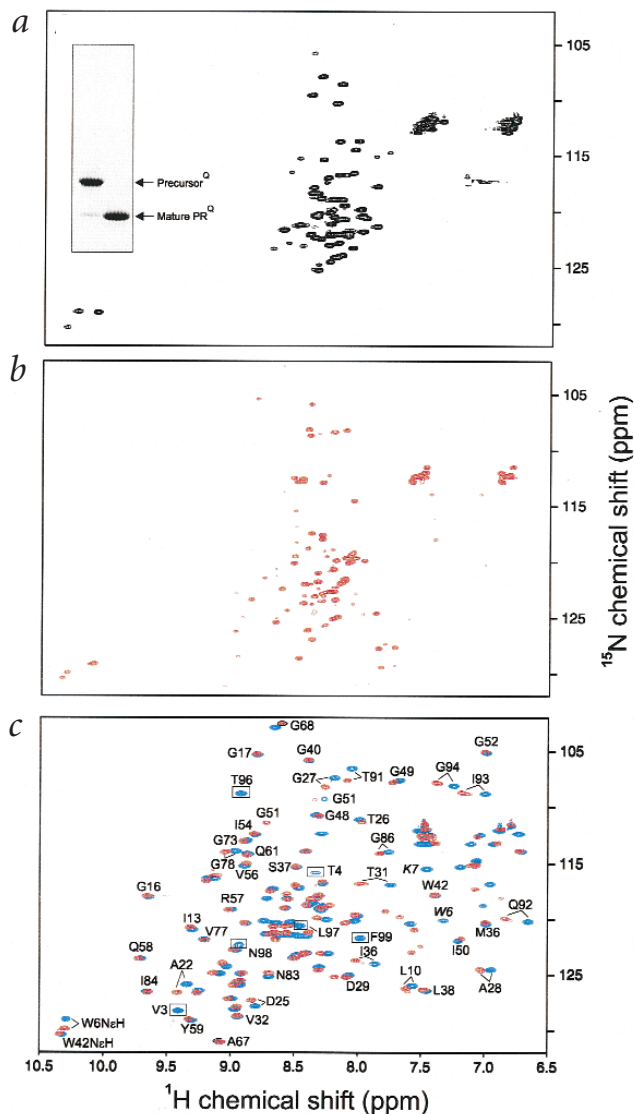 a
105
115
125
Precursor Q
Mature PR Q
b
105
115
125
15N chemical shift (ppm)
c
G68
G17
G40
G52
105
T96
G27
T91
G49
G94
I93
G51
G51
G48
T26
I54
G73
Q61
G86
G78
V56
S37
T4
T31
K7
115
G16
W42
R57
W6
Q92
I13
V77
L97
F99
M36
Q58
N98
I36
I50
I84
A22
N83
D29
L10
A28
125
D25
L38
V3
V32
W6NεH
Y59
W42NεH
A67
10.5
10.0
9.5
9.0
8.5
8.0
7.5
7.0
6.5
1H chemical shift (ppm)